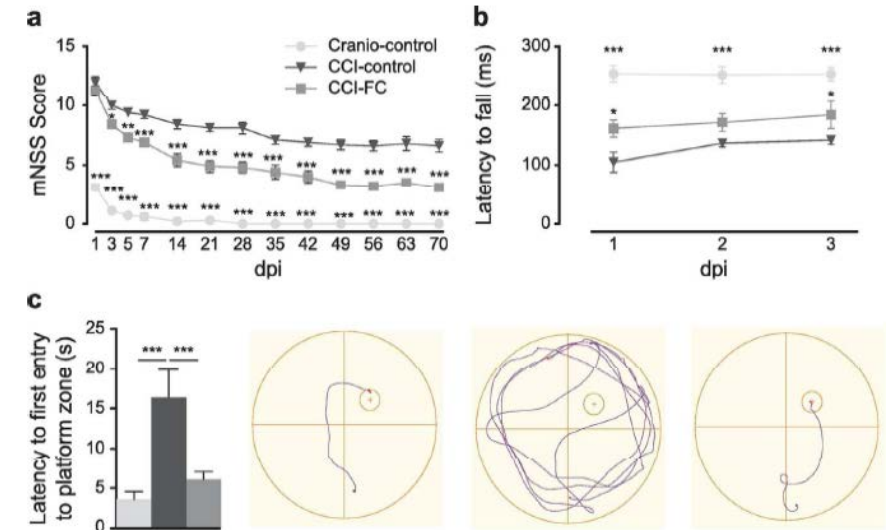 a
15
10
5
0
mNSS Score
Cranio-control
CCI-control
CCI-FC
***
***
***
***
***
***
***
***
***
***
***
***
***
*
**
***
***
***
***
***
***
***
***
***
***
1 3 5 7 14 21 28 35 42 49 56 63 70
dpi
b
300
200
100
0
Latency to fall (ms)
*** *** ***
* *
1 2 3
dpi
c
25
20
15
10
5
0
Latency to first entry
to platform zone (s)
*** ***